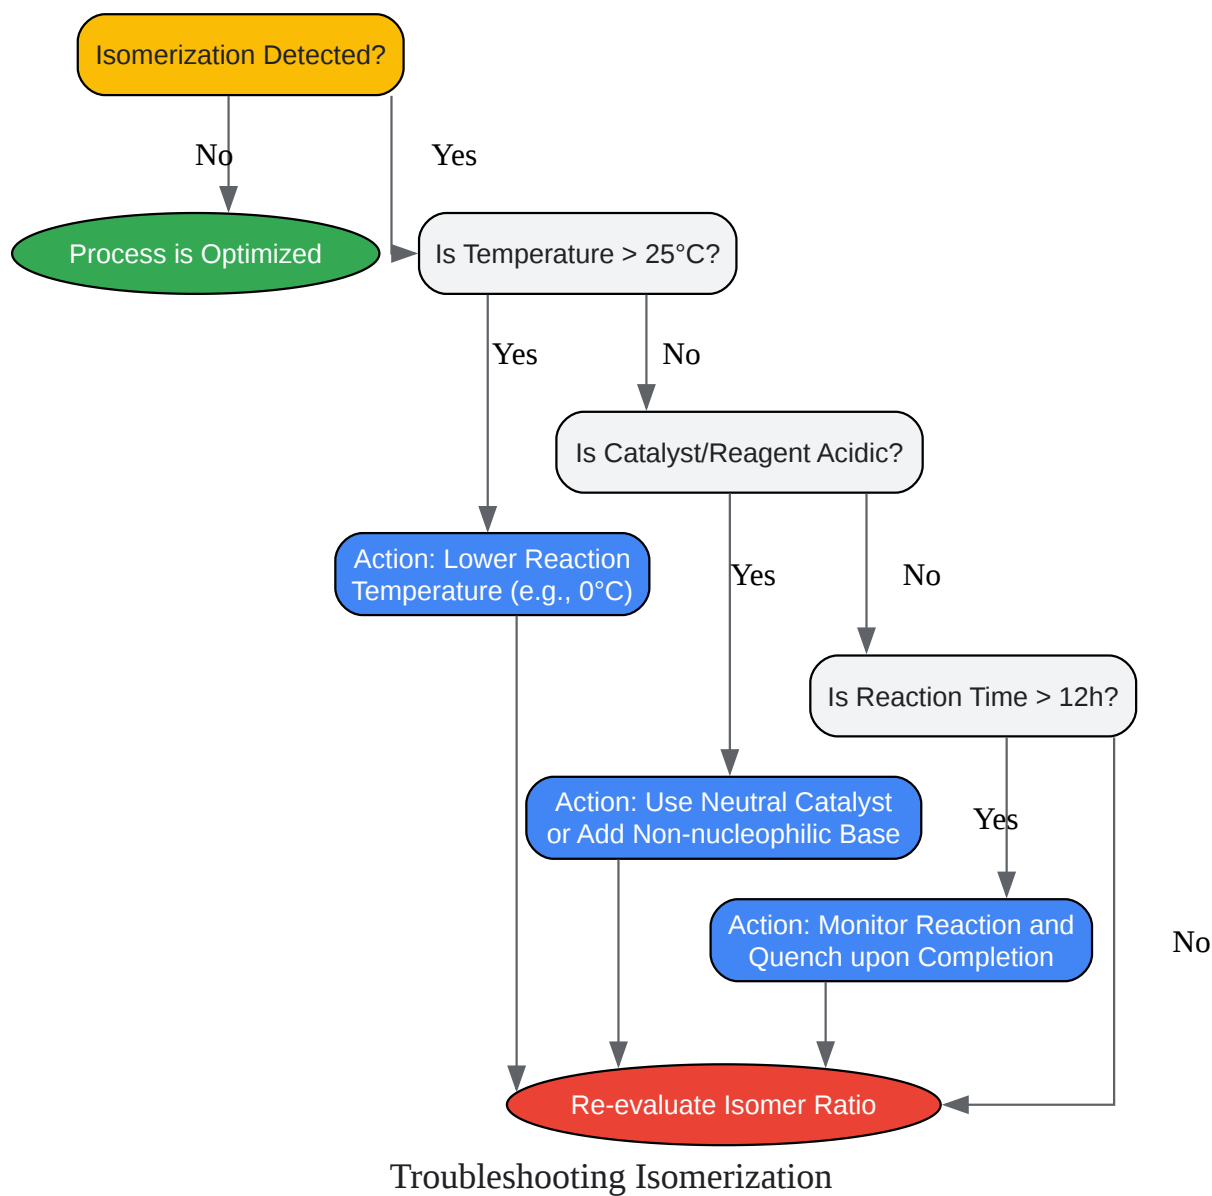 Isomerization Detected?
No
Yes
Process is Optimized
Is Temperature > 25°C?
Yes
No
Is Catalyst/Reagent Acidic?
Action: Lower Reaction
Temperature (e.g., 0°C)
Yes
No
Is Reaction Time > 12h?
Action: Use Neutral Catalyst
or Add Non-nucleophilic Base
Yes
Action: Monitor Reaction and
Quench upon Completion
No
Re-evaluate Isomer Ratio
Troubleshooting Isomerization